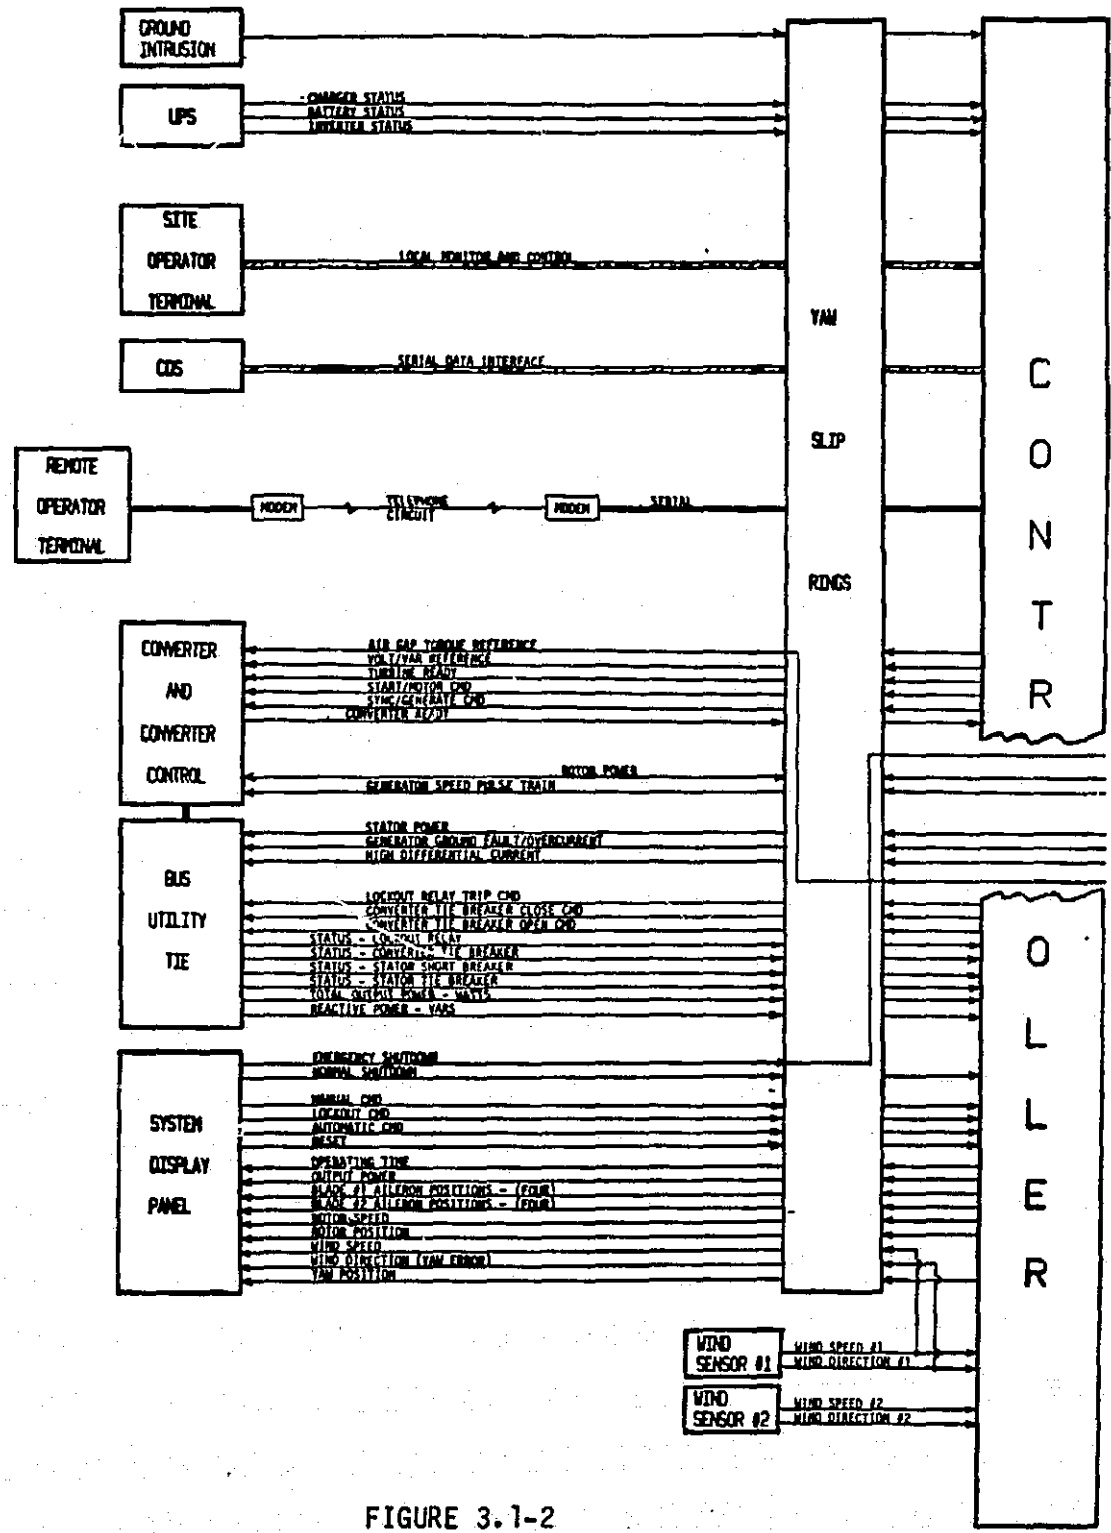 GROUND
INTRUSION
CHARGER STATUS
BATTERY STATUS
INVERTER STATUS
UPS
SITE
OPERATOR
TERMINAL
LOCAL MONITOR AND CONTROL
YAW
SLIP
RINGS
CDS
SERIAL DATA INTERFACE
REMOTE
OPERATOR
TERMINAL
MODEM
TELEPHONE
CIRCUIT
MODEM
SERIAL
CONTR
CONVERTER
AND
CONVERTER
CONTROL
AIR GAP TORQUE REFERENCE
VOLT/VAR REFERENCE
TURBINE READY
START/MOTOR CMD
SYNC/GENERATE CMD
CONVERTER
ROTOR POWER
GENERATOR SPEED PULSE TRAIN
BUS
UTILITY
TIE
STATOR POWER
GENERATOR GROUND FAULT/OVERCURRENT
HIGH DIFFERENTIAL CURRENT
LOCKOUT RELAY TRIP CMD
CONVERTER TIE BREAKER CLOSE CMD
CONVERTER TIE BREAKER OPEN CMD
STATUS - LOCKOUT RELAY
STATUS - CONVERTER TIE BREAKER
STATUS - STATOR SHORT BREAKER
STATUS - STATOR TIE BREAKER
TOTAL OUTPUT POWER - WATTS
REACTIVE POWER - VARS
OLLER
SYSTEM
DISPLAY
PANEL
EMERGENCY SHUTDOWN
NORMAL SHUTDOWN
MANUAL CMD
LOCKOUT CMD
AUTOMATIC CMD
RESET
OPERATING TIME
OUTPUT POWER
BLADE #1 AILERON POSITIONS - (FOUR)
BLADE #2 AILERON POSITIONS - (FOUR)
ROTOR SPEED
ROTOR POSITION
WIND SPEED
WIND DIRECTION (YAW ERROR)
YAW POSITION
WIND
SENSOR #1
WIND SPEED #1
WIND DIRECTION #1
WIND
SENSOR #2
WIND SPEED #2
WIND DIRECTION #2
FIGURE 3.1-2